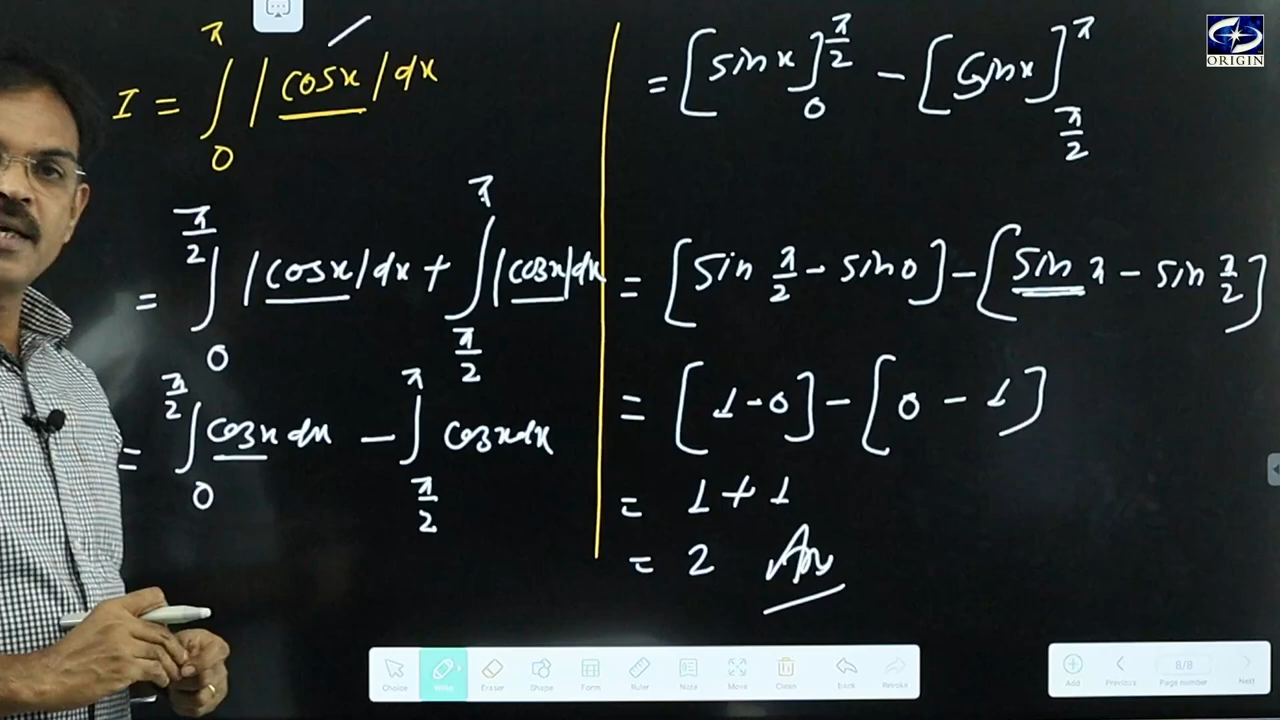 I = ∫₀^π |cosx| dx
= ∫₀^{π/2} |cosx| dx + ∫_{π/2}^π |cosx| dx
= ∫₀^{π/2} cosx dx − ∫_{π/2}^π cosx dx
= [sinx]₀^{π/2} − [sinx]_{π/2}^π
= [sin π/2 - sin0] − [sin π − sin π/2]
= [1-0] − [0 − 1]
= 1 + 1
= 2 Ans
ORIGIN
Choice Write Eraser Shape Form Ruler Note Move Clean back Revoke
Add Previous 8/8 Page number Next